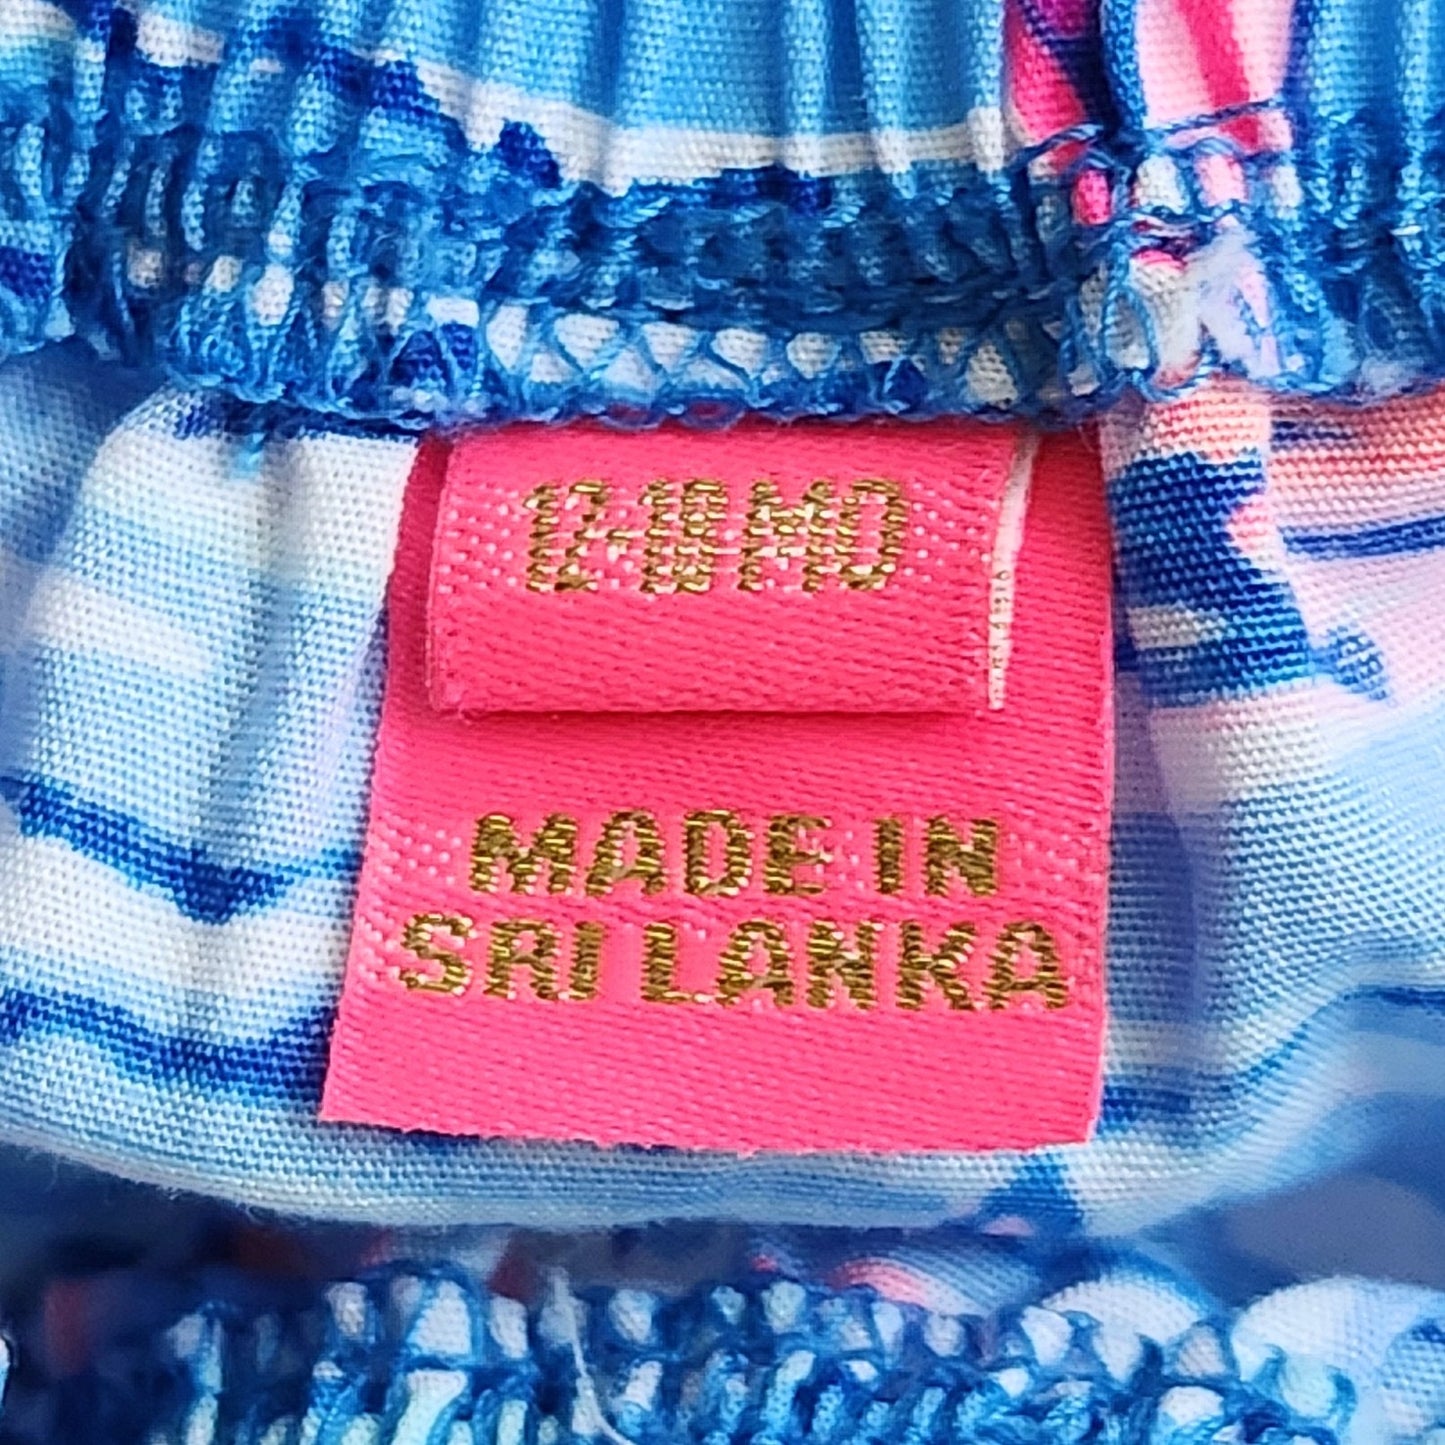 12-18 MO
MADE IN
SRI LANKA